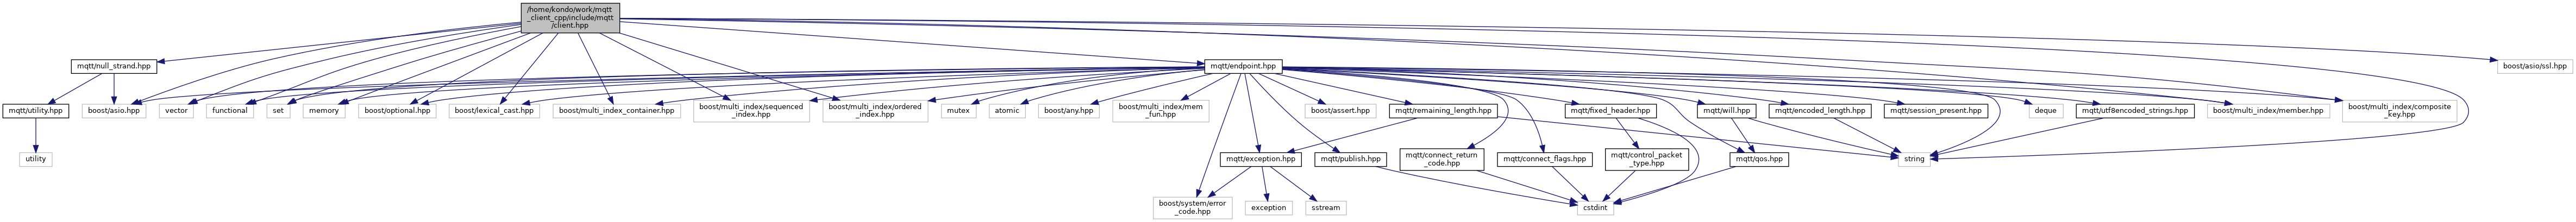 /home/kondo/work/mqtt
_client_cpp/include/mqtt
/client.hpp
mqtt/null_strand.hpp
mqtt/endpoint.hpp
boost/asio/ssl.hpp
mqtt/utility.hpp
boost/asio.hpp
vector
functional
set
memory
boost/optional.hpp
boost/lexical_cast.hpp
boost/multi_index_container.hpp
boost/multi_index/sequenced
_index.hpp
boost/multi_index/ordered
_index.hpp
mutex
atomic
boost/any.hpp
boost/multi_index/mem
_fun.hpp
boost/assert.hpp
mqtt/remaining_length.hpp
mqtt/fixed_header.hpp
mqtt/will.hpp
mqtt/encoded_length.hpp
mqtt/session_present.hpp
deque
mqtt/utf8encoded_strings.hpp
boost/multi_index/member.hpp
boost/multi_index/composite
_key.hpp
utility
mqtt/exception.hpp
mqtt/publish.hpp
mqtt/connect_return
_code.hpp
mqtt/connect_flags.hpp
mqtt/control_packet
_type.hpp
mqtt/qos.hpp
string
boost/system/error
_code.hpp
exception
sstream
cstdint